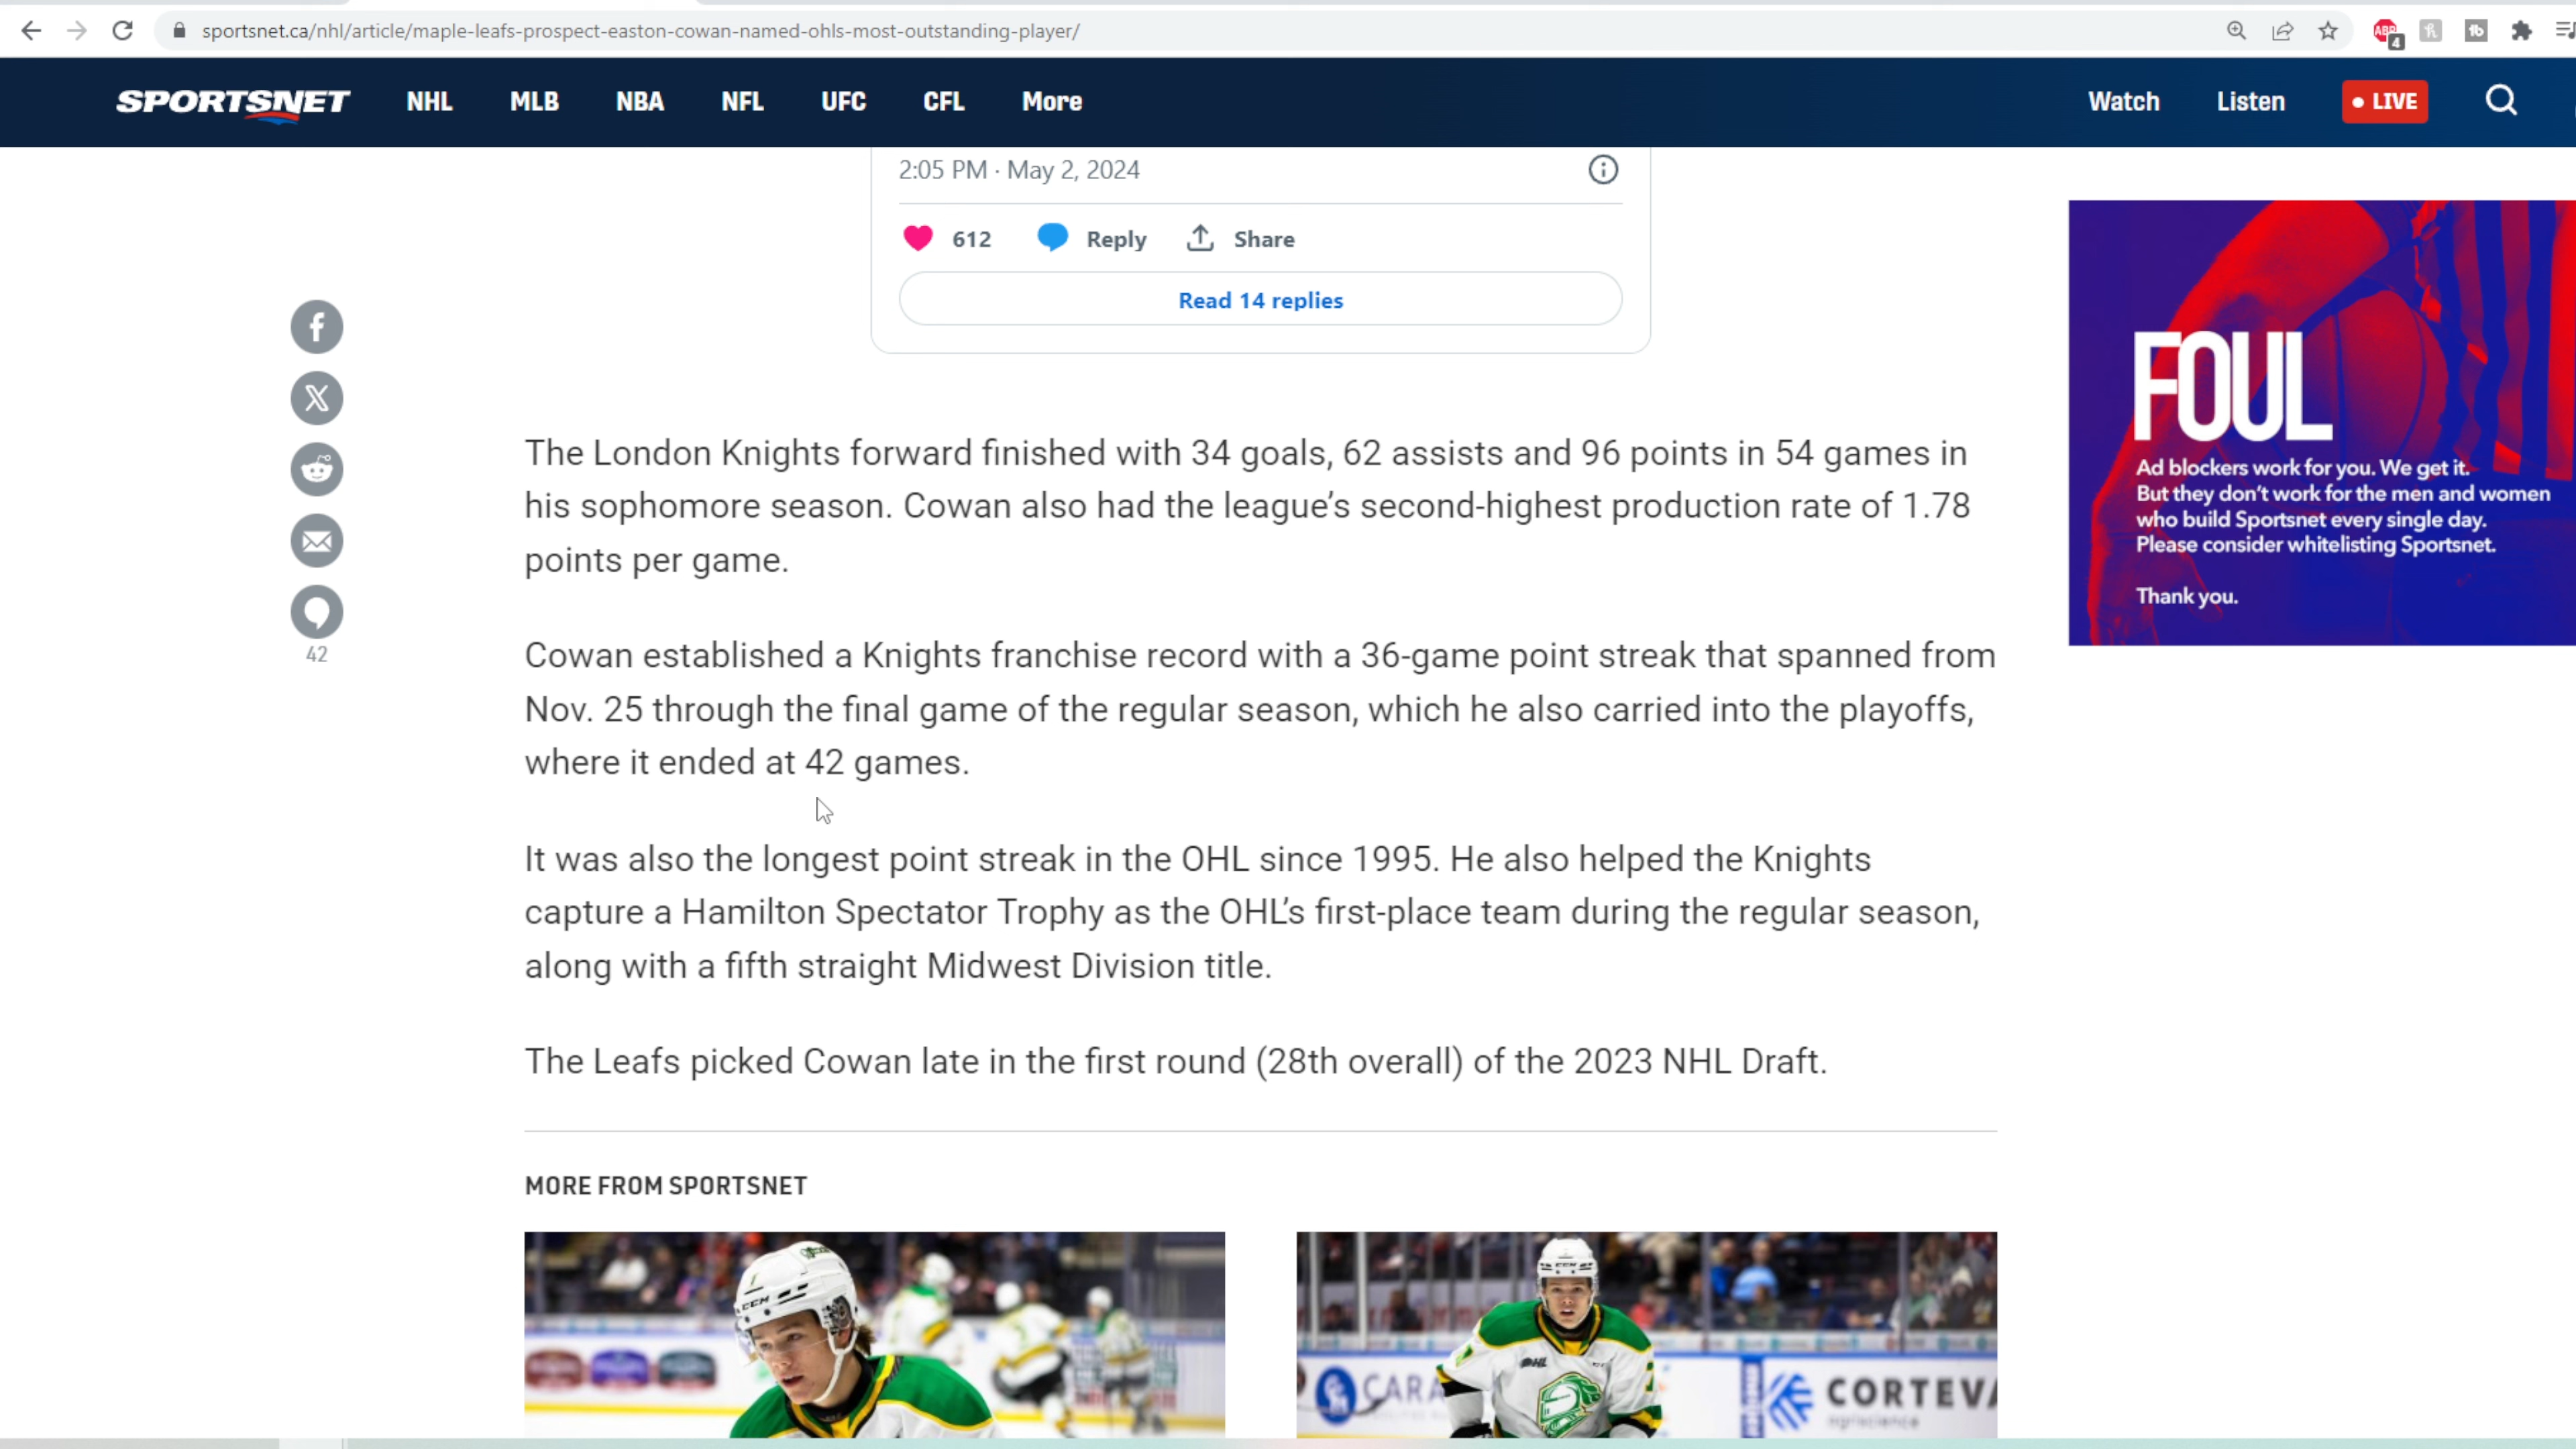 sportsnet.ca/nhl/article/maple-leafs-prospect-easton-cowan-named-ohls-most-outstanding-player/
ABP
4
SPORTSNET
NHL
MLB
NBA
NFL
UFC
CFL
More
Watch
Listen
LIVE
2:05 PM · May 2, 2024
612
Reply
Share
Read 14 replies
42
FOUL
Ad blockers work for you. We get it.
But they don't work for the men and women
who build Sportsnet every single day.
Please consider whitelisting Sportsnet.
Thank you.
The London Knights forward finished with 34 goals, 62 assists and 96 points in 54 games in
his sophomore season. Cowan also had the league’s second-highest production rate of 1.78
points per game.
Cowan established a Knights franchise record with a 36-game point streak that spanned from
Nov. 25 through the final game of the regular season, which he also carried into the playoffs,
where it ended at 42 games.
It was also the longest point streak in the OHL since 1995. He also helped the Knights
capture a Hamilton Spectator Trophy as the OHL’s first-place team during the regular season,
along with a fifth straight Midwest Division title.
The Leafs picked Cowan late in the first round (28th overall) of the 2023 NHL Draft.
MORE FROM SPORTSNET
CCM
CCM
OHL
CARA
CORTEVA
agriscience